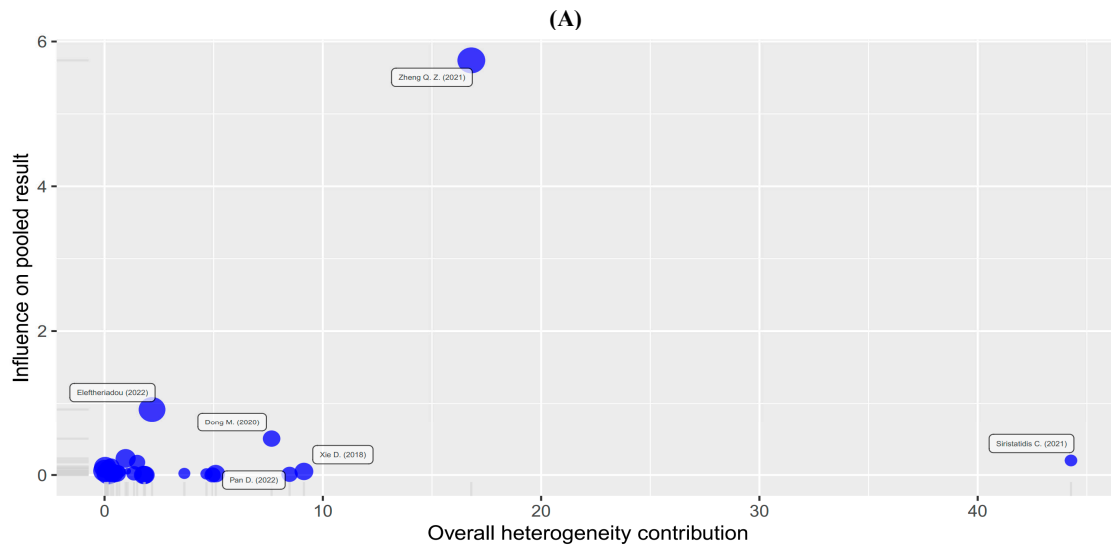 (A)
6
Zheng Q. Z. (2021)
4
Influence on pooled result
2
Eleftheriadou (2022)
Dong M. (2020)
Siristatidis C. (2021)
Xie D. (2018)
Pan D. (2022)
0
0 10 20 30 40
Overall heterogeneity contribution